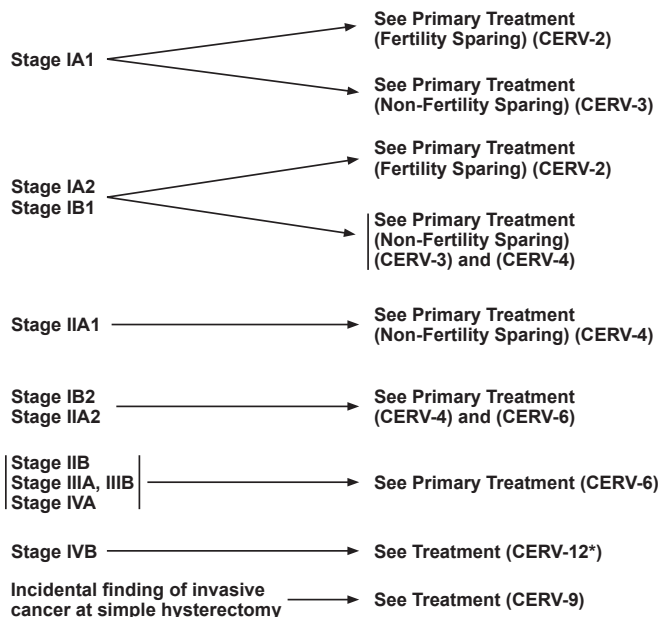 Stage IA1
See Primary Treatment
(Fertility Sparing) (CERV-2)
See Primary Treatment
(Non-Fertility Sparing) (CERV-3)
Stage IA2
Stage IB1
See Primary Treatment
(Fertility Sparing) (CERV-2)
See Primary Treatment
(Non-Fertility Sparing)
(CERV-3) and (CERV-4)
Stage IIA1
See Primary Treatment
(Non-Fertility Sparing) (CERV-4)
Stage IB2
Stage IIA2
See Primary Treatment
(CERV-4) and (CERV-6)
Stage IIB
Stage IIIA, IIIB
Stage IVA
See Primary Treatment (CERV-6)
Stage IVB
See Treatment (CERV-12*)
Incidental finding of invasive
cancer at simple hysterectomy
See Treatment (CERV-9)